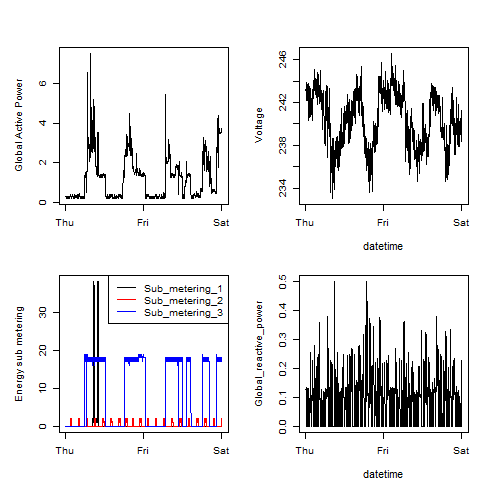 Global Active Power
6
4
2
0
Thu
Fri
Sat
Voltage
246
242
238
234
Thu
Fri
Sat
datetime
Energy sub metering
30
20
10
0
Sub_metering_1
Sub_metering_2
Sub_metering_3
Thu
Fri
Sat
Global_reactive_power
0.5
0.4
0.3
0.2
0.1
0.0
Thu
Fri
Sat
datetime